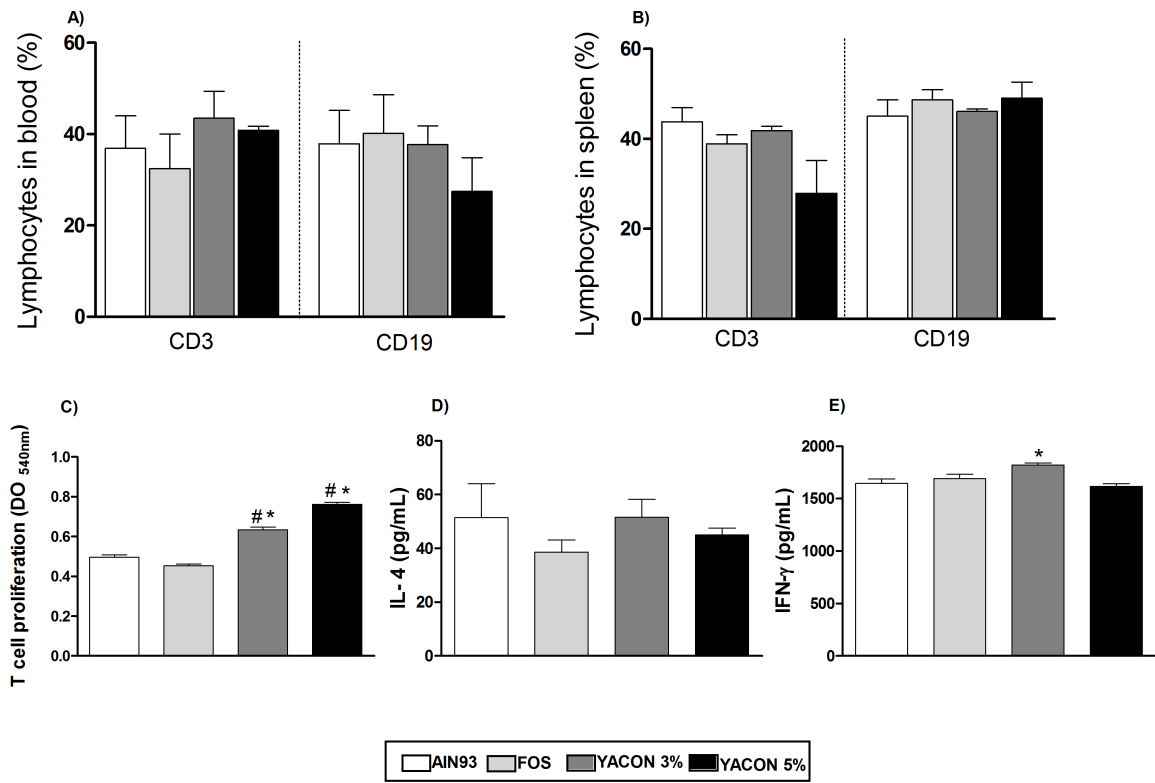 A)
Lymphocytes in blood (%)
60
40
20
0
CD3
CD19
B)
Lymphocytes in spleen (%)
60
40
20
0
CD3
CD19
C)
T cell proliferation (DO 540nm)
1.0
0.8
0.6
0.4
0.2
0.0
# *
# *
D)
IL- 4 (pg/mL)
80
60
40
20
0
E)
IFN-γ (pg/mL)
2000
1500
1000
500
0
*
AIN93 FOS YACON 3% YACON 5%